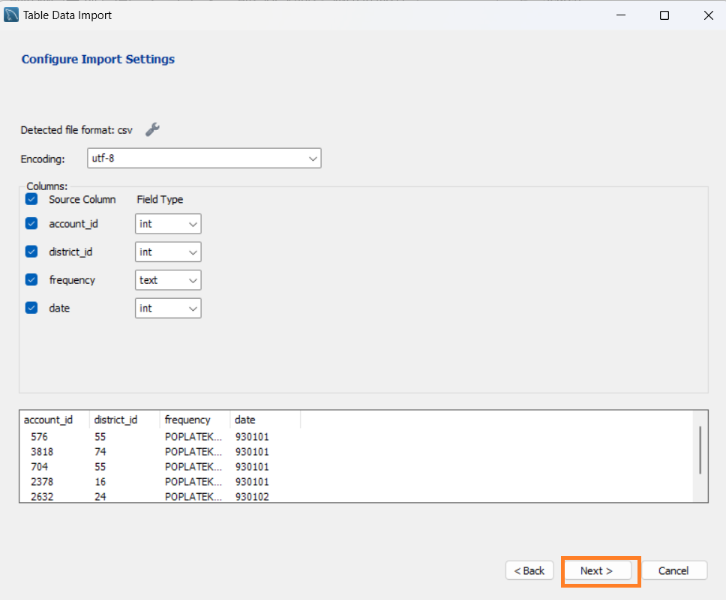 Table Data Import
Configure Import Settings
Detected file format: csv
Encoding: utf-8
Columns:
Source Column Field Type
account_id int
district_id int
frequency text
date int
account_id district_id frequency date
576 55 POPLATEK... 930101
3818 74 POPLATEK... 930101
704 55 POPLATEK... 930101
2378 16 POPLATEK... 930101
2632 24 POPLATEK... 930102
< Back Next > Cancel